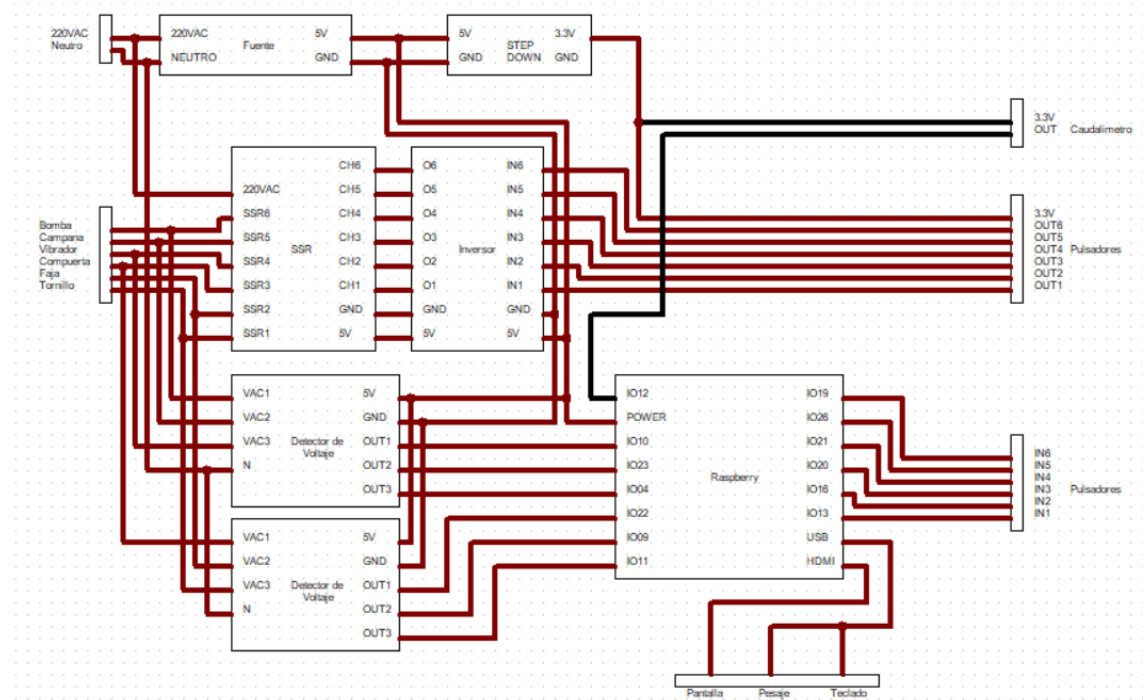 220VAC
Neutro
220VAC
NEUTRO
Fuente
5V
GND
5V
GND
STEP
DOWN
3.3V
GND
3.3V
OUT
Caudalimetro
220VAC
SSR6
SSR5
SSR4
SSR3
SSR2
SSR1
SSR
CH6
CH5
CH4
CH3
CH2
CH1
GND
5V
O6
O5
O4
O3
O2
O1
GND
5V
Inversor
IN6
IN5
IN4
IN3
IN2
IN1
GND
5V
3.3V
OUT6
OUT5
OUT4
OUT3
OUT2
OUT1
Pulsadores
Bomba
Campana
Vibrador
Compuerta
Faja
Tornillo
VAC1
VAC2
VAC3
N
Detector de
Voltaje
5V
GND
OUT1
OUT2
OUT3
VAC1
VAC2
VAC3
N
Detector de
Voltaje
5V
GND
OUT1
OUT2
OUT3
IO12
POWER
IO10
IO23
IO04
IO22
IO09
IO11
Raspberry
IO19
IO26
IO21
IO20
IO16
IO13
USB
HDMI
IN6
IN5
IN4
IN3
IN2
IN1
Pulsadores
Pantalla
Pesaje
Teclado